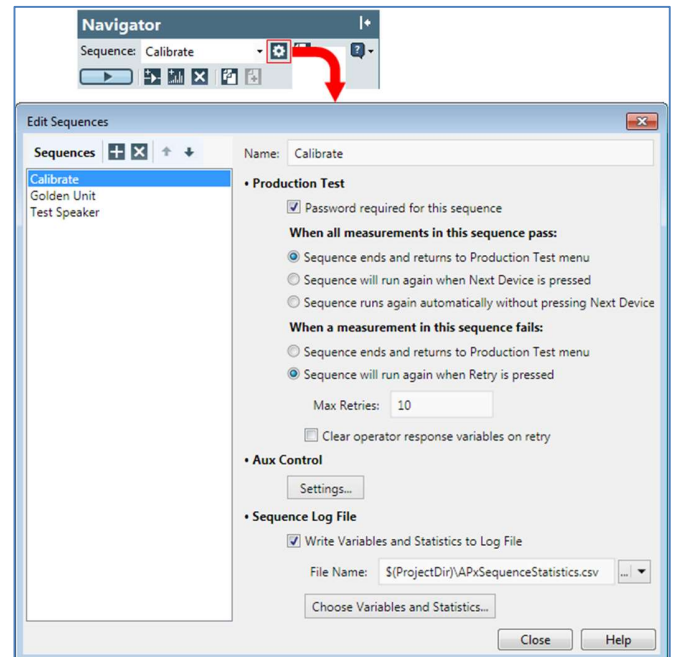 Navigator
Sequence: Calibrate
Edit Sequences
Sequences
Calibrate
Golden Unit
Test Speaker
Name: Calibrate
• Production Test
Password required for this sequence
When all measurements in this sequence pass:
Sequence ends and returns to Production Test menu
Sequence will run again when Next Device is pressed
Sequence runs again automatically without pressing Next Device
When a measurement in this sequence fails:
Sequence ends and returns to Production Test menu
Sequence will run again when Retry is pressed
Max Retries: 10
Clear operator response variables on retry
• Aux Control
Settings...
• Sequence Log File
Write Variables and Statistics to Log File
File Name: $(ProjectDir)\APxSequenceStatistics.csv ...
Choose Variables and Statistics...
Close Help